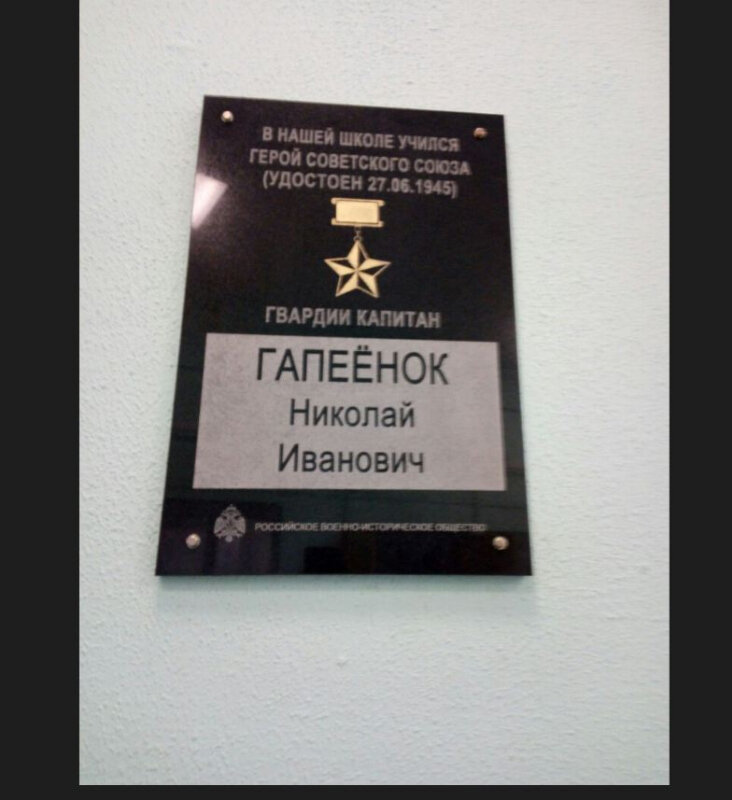 В НАШЕЙ ШКОЛЕ УЧИЛСЯ
ГЕРОЙ СОВЕТСКОГО СОЮЗА
(УДОСТОЕН 27.06.1945)
ГВАРДИИ КАПИТАН
ГАПЕЁНОК
Николай
Иванович
РОССИЙСКОЕ ВОЕННО-ИСТОРИЧЕСКОЕ ОБЩЕСТВО